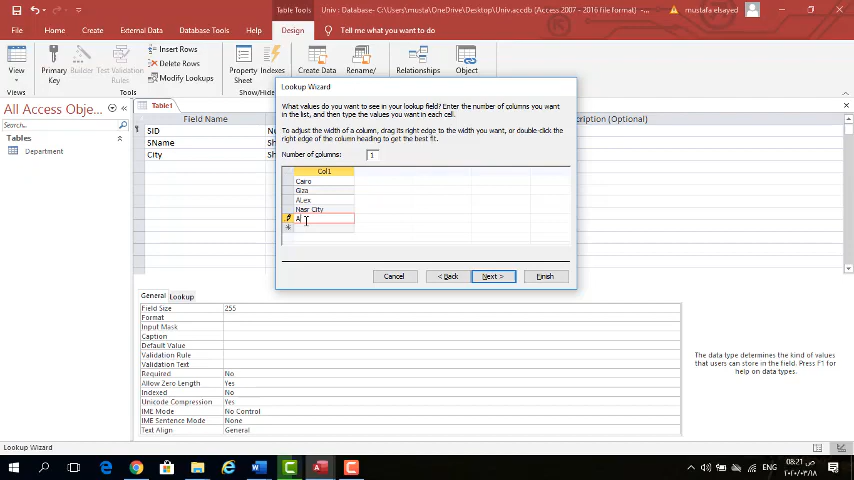 Table Tools
Univ : Database- C:\Users\musta\OneDrive\Desktop\Univ.accdb (Access 2007 - 2016 file format) -...
mustafa elsayed
File
Home
Create
External Data
Database Tools
Help
Design
Tell me what you want to do
View
Primary
Key
Builder
Test Validation
Rules
Insert Rows
Delete Rows
Modify Lookups
Property
Sheet
Indexes
Create Data
Rename/
Relationships
Object
Views
Tools
Show/Hide
All Access Obje...
Search...
Tables
Department
Table1
Field Name
Description (Optional)
SID
SName
City
Nu
Sh
Sh
Lookup Wizard
What values do you want to see in your lookup field? Enter the number of columns you want
in the list, and then type the values you want in each cell.
To adjust the width of a column, drag its right edge to the width you want, or double-click the
right edge of the column heading to get the best fit.
Number of columns:
1
Col1
Cairo
Giza
ALex
Nasr City
A
Cancel
< Back
Next >
Finish
General
Lookup
Field Size 255
Format
Input Mask
Caption
Default Value
Validation Rule
Validation Text
Required No
Allow Zero Length Yes
Indexed No
Unicode Compression Yes
IME Mode No Control
IME Sentence Mode None
Text Align General
The data type determines the kind of values
that users can store in the field. Press F1 for
help on data types.
Lookup Wizard
ENG
08:21 ص
٢٠٢٠/٠٣/١٨